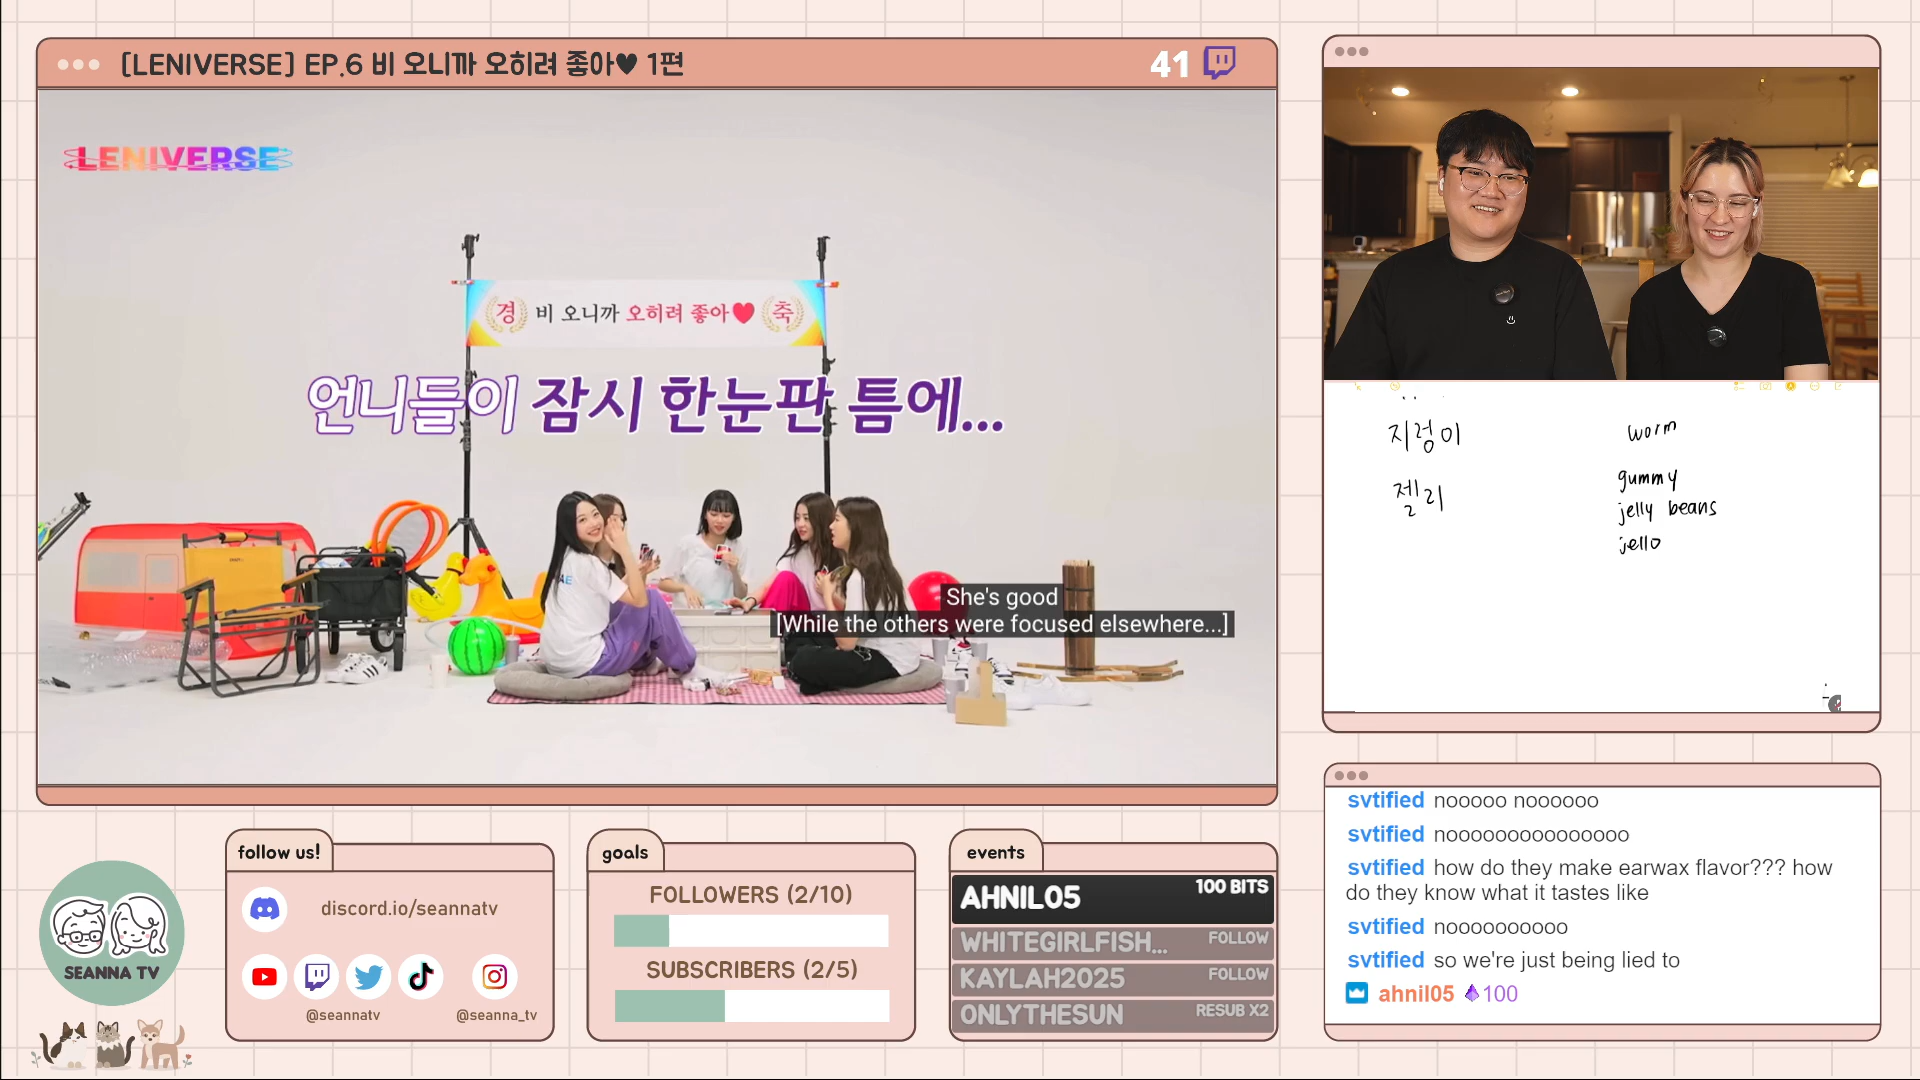 [LENIVERSE] EP.6 비 오니까 오히려 좋아♥ 1편
41
LENIVERSE
경 비 오니까 오히려 좋아♥ 축
언니들이 잠시 한눈판 틈에...
She's good
[While the others were focused elsewhere...]
지렁이 worm
젤리 gummy
jelly beans
jello
svtified nooooo noooooo
svtified nooooooooooooooo
svtified how do they make earwax flavor??? how
do they know what it tastes like
svtified noooooooooo
svtified so we're just being lied to
ahnil05 100
SEANNA TV
follow us!
discord.io/seannatv
@seannatv
@seanna_tv
goals
FOLLOWERS (2/10)
SUBSCRIBERS (2/5)
events
AHNIL05 100 BITS
WHITEGIRLFISH... FOLLOW
KAYLAH2025 FOLLOW
ONLYTHESUN RESUB X2